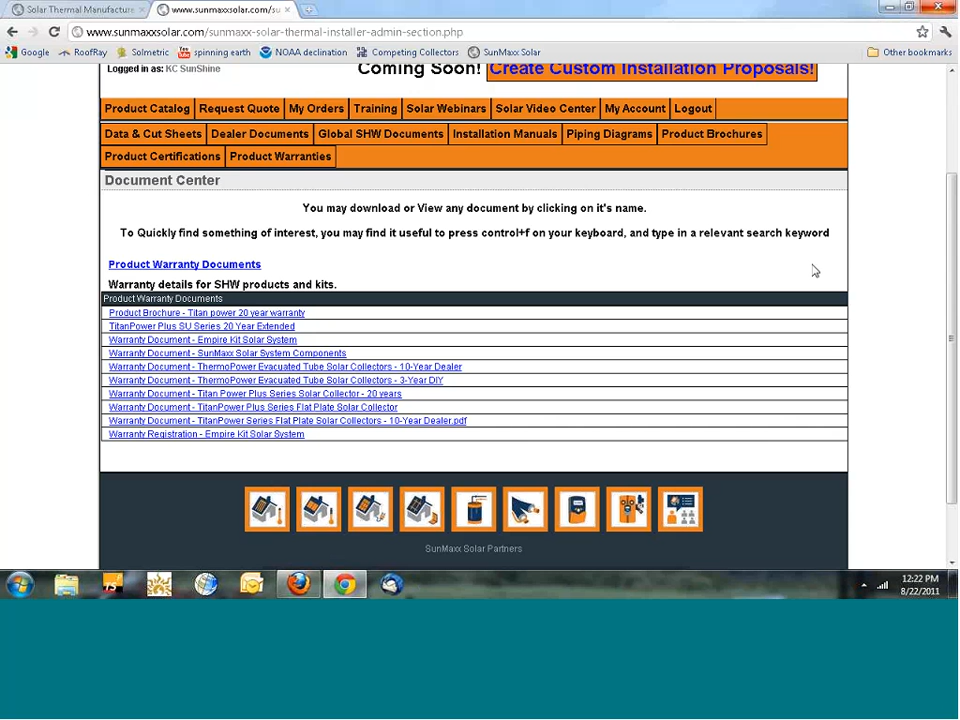 Solar Thermal Manufacture
www.sunmaxxsolar.com/su
www.sunmaxxsolar.com/sunmaxx-solar-thermal-installer-admin-section.php
Google RoofRay Solmetric spinning earth NOAA declination Competing Collectors SunMaxx Solar Other bookmarks
Logged in as: KC SunShine
Coming Soon! Create Custom Installation Proposals!
Product Catalog Request Quote My Orders Training Solar Webinars Solar Video Center My Account Logout
Data & Cut Sheets Dealer Documents Global SHW Documents Installation Manuals Piping Diagrams Product Brochures
Product Certifications Product Warranties
Document Center
You may download or View any document by clicking on it's name.
To Quickly find something of interest, you may find it useful to press control+f on your keyboard, and type in a relevant search keyword
Product Warranty Documents
Warranty details for SHW products and kits.
Product Warranty Documents
Product Brochure - Titan power 20 year warranty
TitanPower Plus SU Series 20 Year Extended
Warranty Document - Empire Kit Solar System
Warranty Document - SunMaxx Solar System Components
Warranty Document - ThermoPower Evacuated Tube Solar Collectors - 10-Year Dealer
Warranty Document - ThermoPower Evacuated Tube Solar Collectors - 3-Year DIY
Warranty Document - Titan Power Plus Series Solar Collector - 20 years
Warranty Document - TitanPower Plus Series Flat Plate Solar Collector
Warranty Document - TitanPower Series Flat Plate Solar Collectors - 10-Year Dealer.pdf
Warranty Registration - Empire Kit Solar System
SunMaxx Solar Partners
12:22 PM
8/22/2011